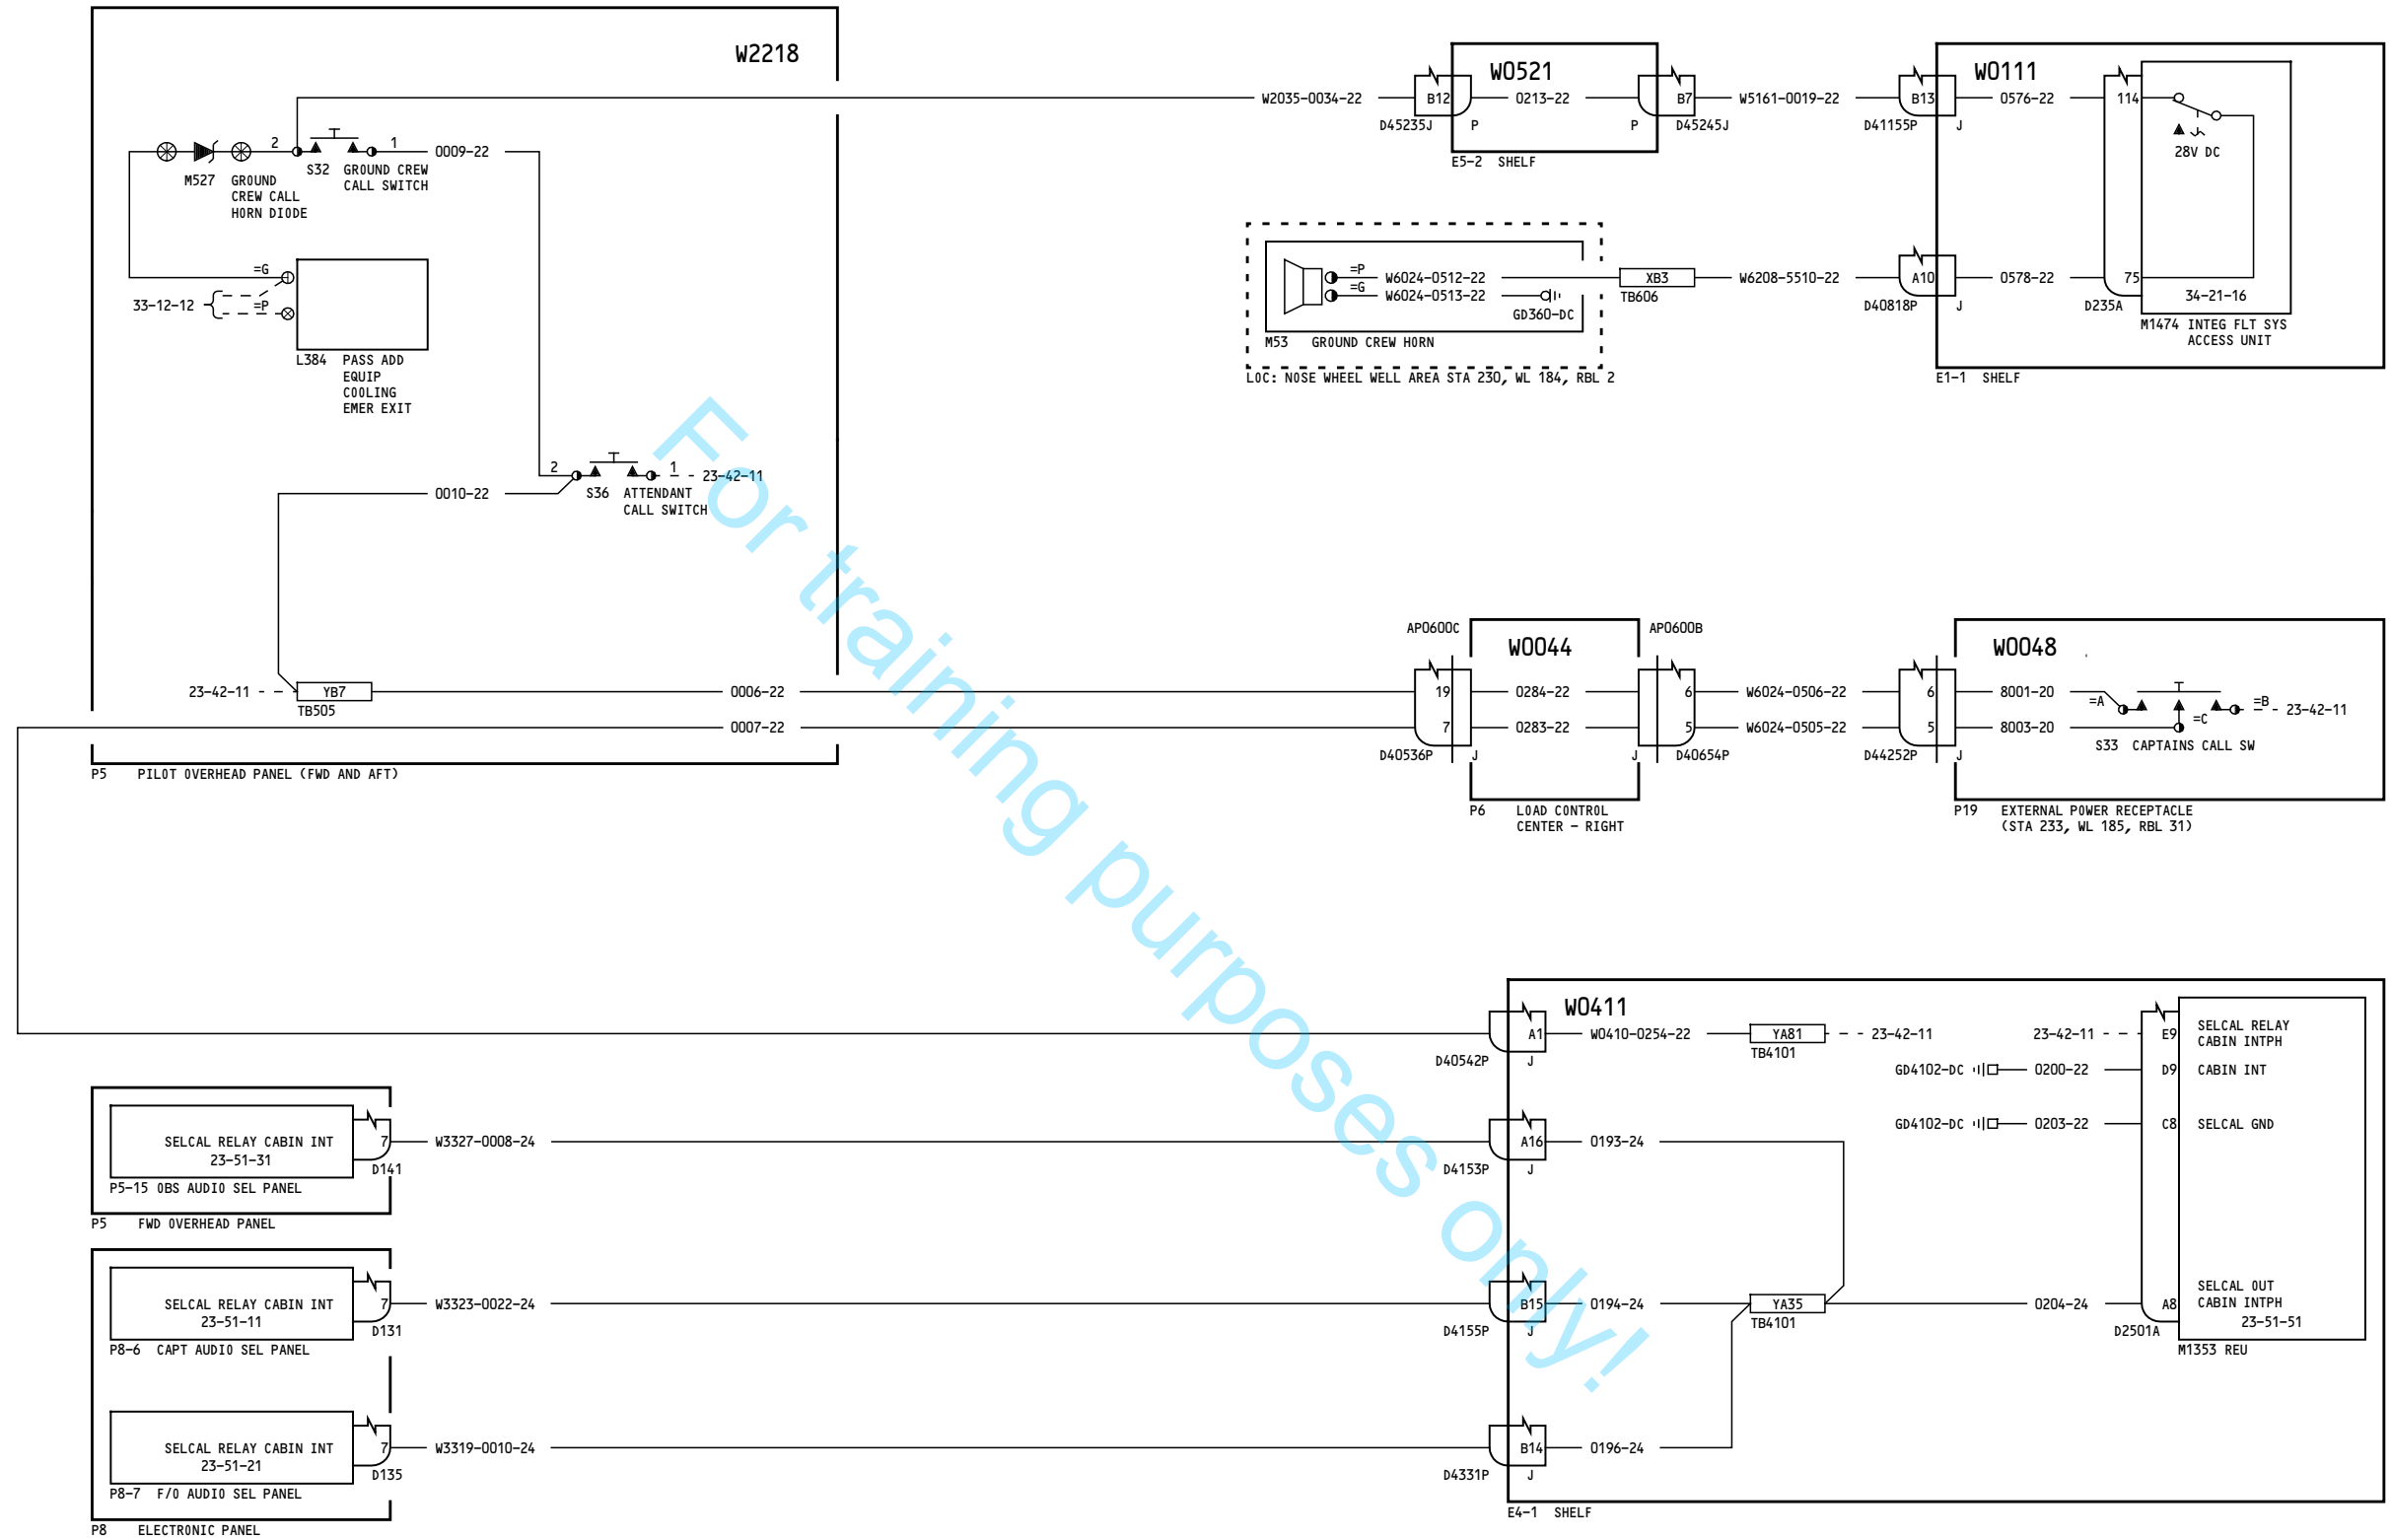 W2218
W2035-0034-22
B12
D45235J
P
W0521
0213-22
P
B7
D45245J
E5-2 SHELF
W5161-0019-22
B13
D41155P
J
W0111
0576-22
114
28V DC
2
1
0009-22
S32
GROUND CREW
CALL SWITCH
M527
GROUND
CREW CALL
HORN DIODE
=G
=P
33-12-12
L384
PASS ADD
EQUIP
COOLING
EMER EXIT
=P
W6024-0512-22
=G
W6024-0513-22
GD360-DC
M53 GROUND CREW HORN
LOC: NOSE WHEEL WELL AREA STA 230, WL 184, RBL 2
XB3
TB606
W6208-5510-22
A10
D40818P
J
0578-22
75
D235A
34-21-16
M1474 INTEG FLT SYS
ACCESS UNIT
E1-1 SHELF
2
1
23-42-11
S36
ATTENDANT
CALL SWITCH
0010-22
23-42-11
YB7
TB505
0006-22
0007-22
P5 PILOT OVERHEAD PANEL (FWD AND AFT)
AP0600C
19
7
D40536P
J
W0044
0284-22
0283-22
AP0600B
6
5
J
D40654P
P6
LOAD CONTROL
CENTER - RIGHT
W6024-0506-22
W6024-0505-22
6
5
D44252P
J
W0048
8001-20
8003-20
=A
=C
=B
23-42-11
S33 CAPTAINS CALL SW
P19
EXTERNAL POWER RECEPTACLE
(STA 233, WL 185, RBL 31)
W0411
A1
D40542P
J
W0410-0254-22
YA81
TB4101
23-42-11
23-42-11
E9
SELCAL RELAY
CABIN INTPH
GD4102-DC
0200-22
D9
CABIN INT
GD4102-DC
0203-22
C8
SELCAL GND
SELCAL RELAY CABIN INT
23-51-31
7
D141
P5-15 OBS AUDIO SEL PANEL
P5 FWD OVERHEAD PANEL
W3327-0008-24
A16
D4153P
J
0193-24
SELCAL RELAY CABIN INT
23-51-11
7
D131
P8-6 CAPT AUDIO SEL PANEL
W3323-0022-24
B15
D4155P
J
0194-24
YA35
TB4101
0204-24
A8
D2501A
SELCAL OUT
CABIN INTPH
23-51-51
M1353 REU
SELCAL RELAY CABIN INT
23-51-21
7
D135
P8-7 F/O AUDIO SEL PANEL
P8 ELECTRONIC PANEL
W3319-0010-24
B14
D4331P
J
0196-24
E4-1 SHELF
For training purposes only!